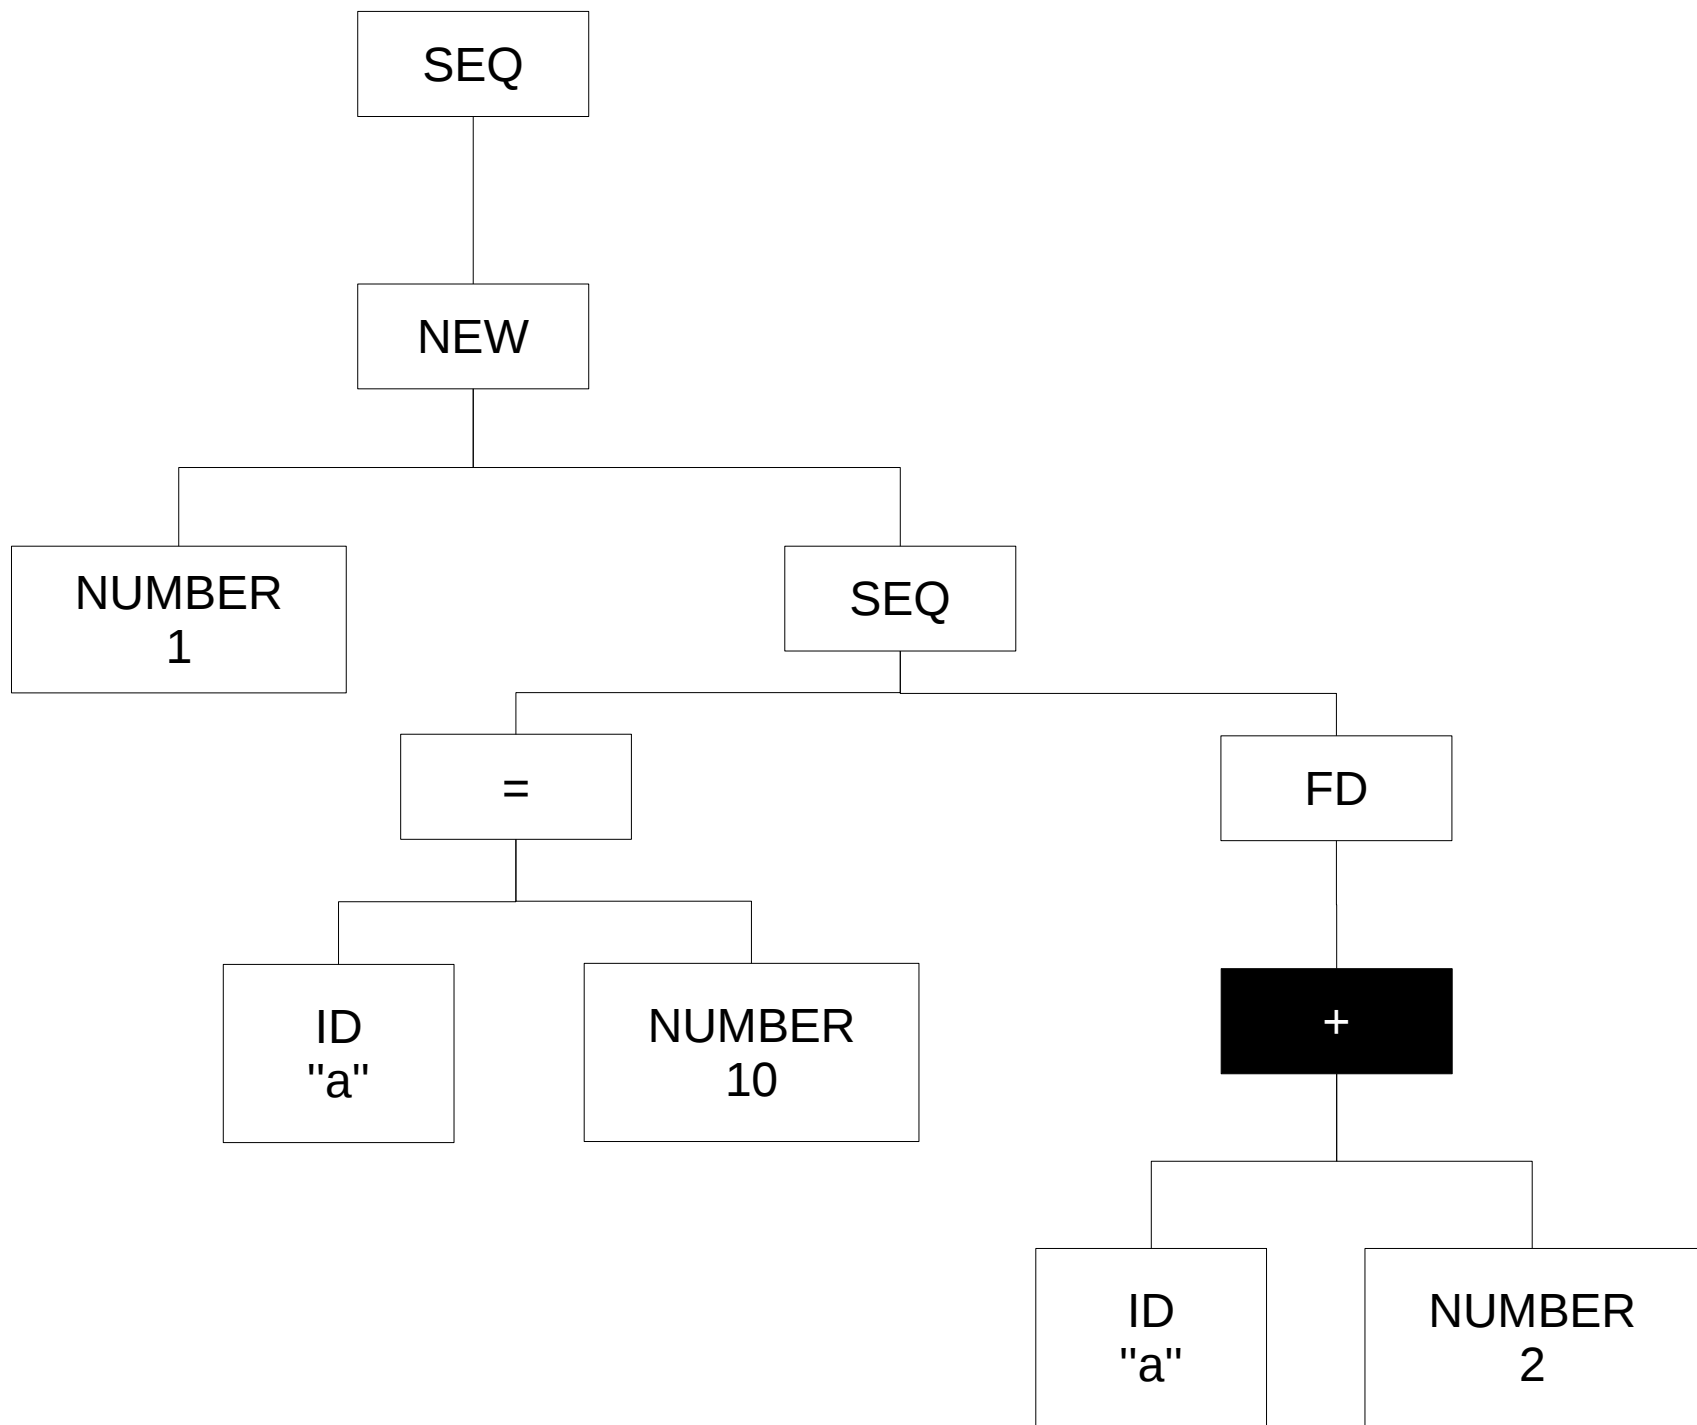 SEQ
NEW
NUMBER
1
SEQ
=
FD
ID
"a"
NUMBER
10
+
ID
"a"
NUMBER
2